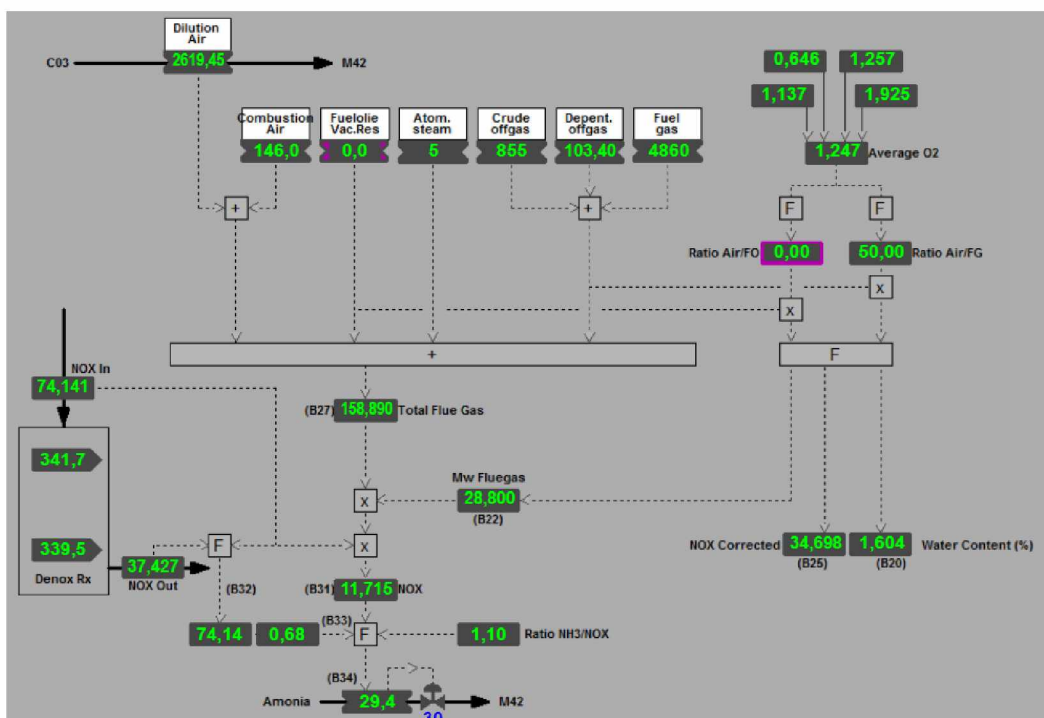 Dilution
Air
C03
2619,45
M42
0,646
1,257
1,137
1,925
Combustion
Air
Fuelolie
Vac.Res
Atom.
steam
Crude
offgas
Depent.
offgas
Fuel
gas
146,0
0,0
5
855
103,40
4860
1,247
Average O2
+
+
F
F
Ratio Air/FO
0,00
50,00
Ratio Air/FG
x
x
+
F
NOX In
74,141
(B27)
158,890
Total Flue Gas
341,7
Mw Fluegas
x
28,800
(B22)
339,5
F
x
NOX Corrected
34,698
1,604
Water Content (%)
Denox Rx
37,427
NOX Out
(B25)
(B20)
(B32)
(B31)
11,715
NOX
(B33)
74,14
0,68
F
1,10
Ratio NH3/NOX
(B34)
Amonia
29,4
M42
30